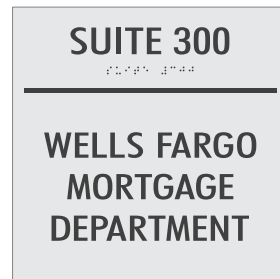 SUITE 300
⠎⠥⠊⠞⠑ ⠼⠉⠚⠚
WELLS FARGO
MORTGAGE
DEPARTMENT